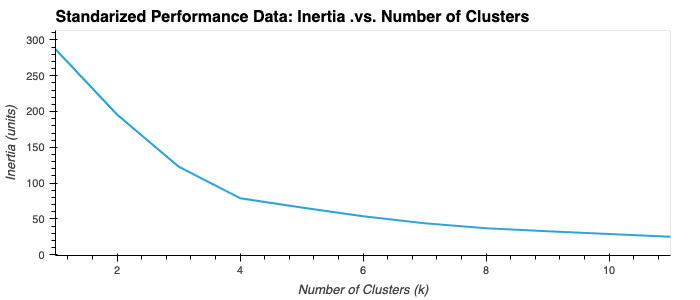 Standarized Performance Data: Inertia .vs. Number of Clusters
300
250
200
150
100
50
0
Inertia (units)
2 4 6 8 10
Number of Clusters (k)